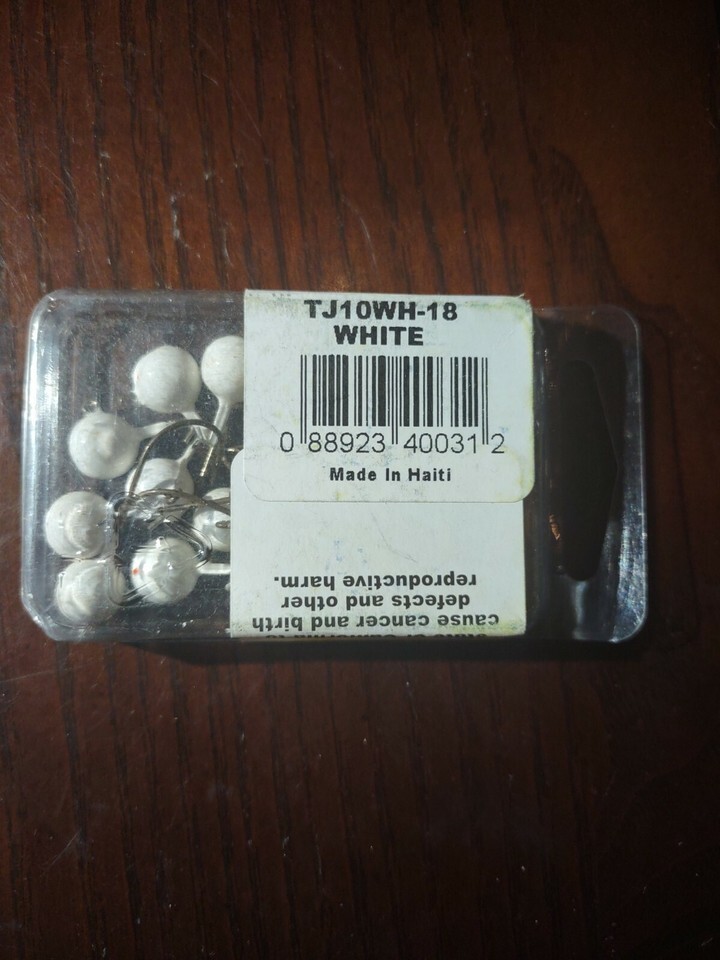 TJ10WH-18
WHITE
0 88923 40031 2
Made In Haiti
cause cancer and birth
defects and other
reproductive harm.